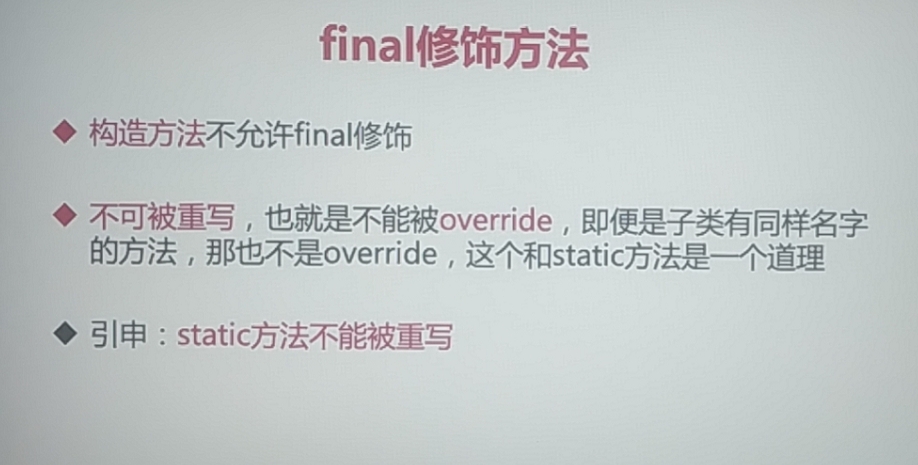 final修饰方法
构造方法不允许final修饰
不可被重写，也就是不能被override，即便是子类有同样名字
的方法，那也不是override，这个和static方法是一个道理
引申：static方法不能被重写